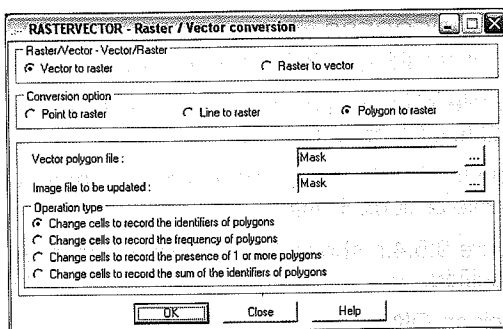 RASTERVECTOR - Raster / Vector conversion
Raster/Vector - Vector/Raster
Vector to raster Raster to vector
Conversion option
Point to raster Line to raster Polygon to raster
Vector polygon file : Mask ...
Image file to be updated : Mask ...
Operation type
Change cells to record the identifiers of polygons
Change cells to record the frequency of polygons
Change cells to record the presence of 1 or more polygons
Change cells to record the sum of the identifiers of polygons
OK Close Help